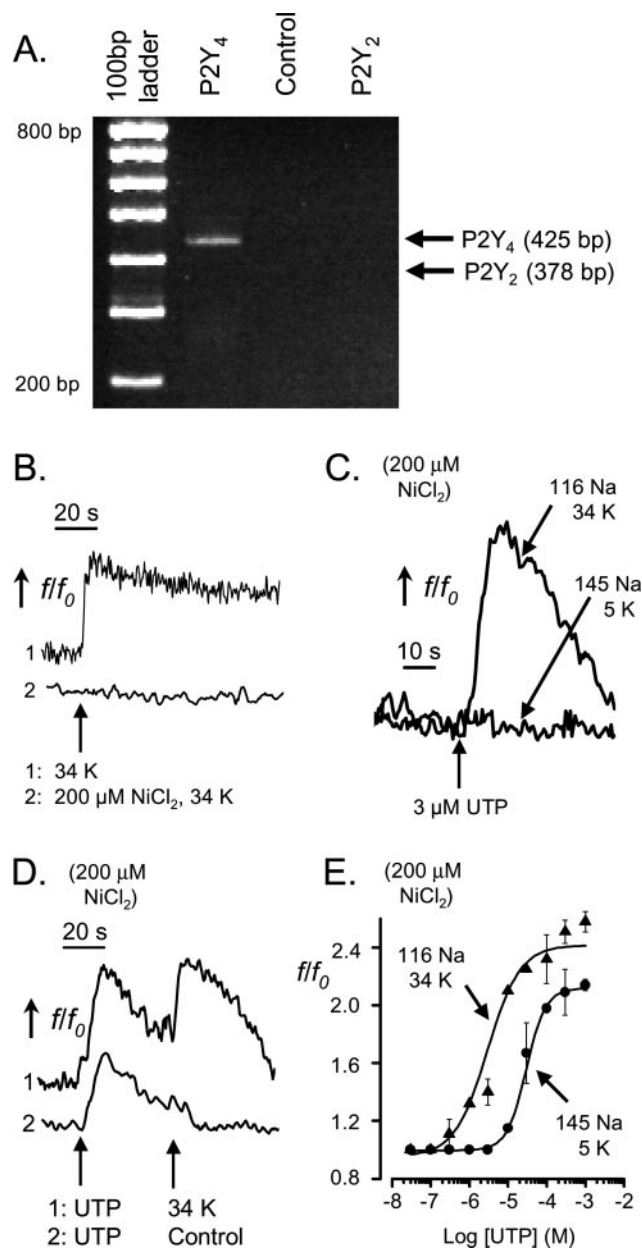 A.
100bp
ladder
P2Y4
Control
P2Y2
800 bp
200 bp
P2Y4 (425 bp)
P2Y2 (378 bp)
B.
20 s
f/f0
1
2
1: 34 K
2: 200 μM NiCl2, 34 K
C.
(200 μM
NiCl2)
116 Na
34 K
f/f0
145 Na
5 K
10 s
3 μM UTP
D.
(200 μM
NiCl2)
20 s
f/f0
1
2
1: UTP 34 K
2: UTP Control
E.
(200 μM
NiCl2)
f/f0
2.4
2.0
1.6
1.2
0.8
116 Na
34 K
145 Na
5 K
-8 -7 -6 -5 -4 -3 -2
Log [UTP] (M)